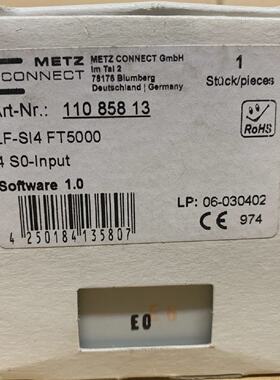 METZ CONNECT
METZ CONNECT GmbH
Im Tal 2
78176 Blumberg
Deutschland | Germany
1
Stück/pieces
Art-Nr.: 110 858 13
LF-SI4 FT5000
4 S0-Input
Software 1.0
RoHS
LP: 06-030402
CE 974
4 250184 135807
E0